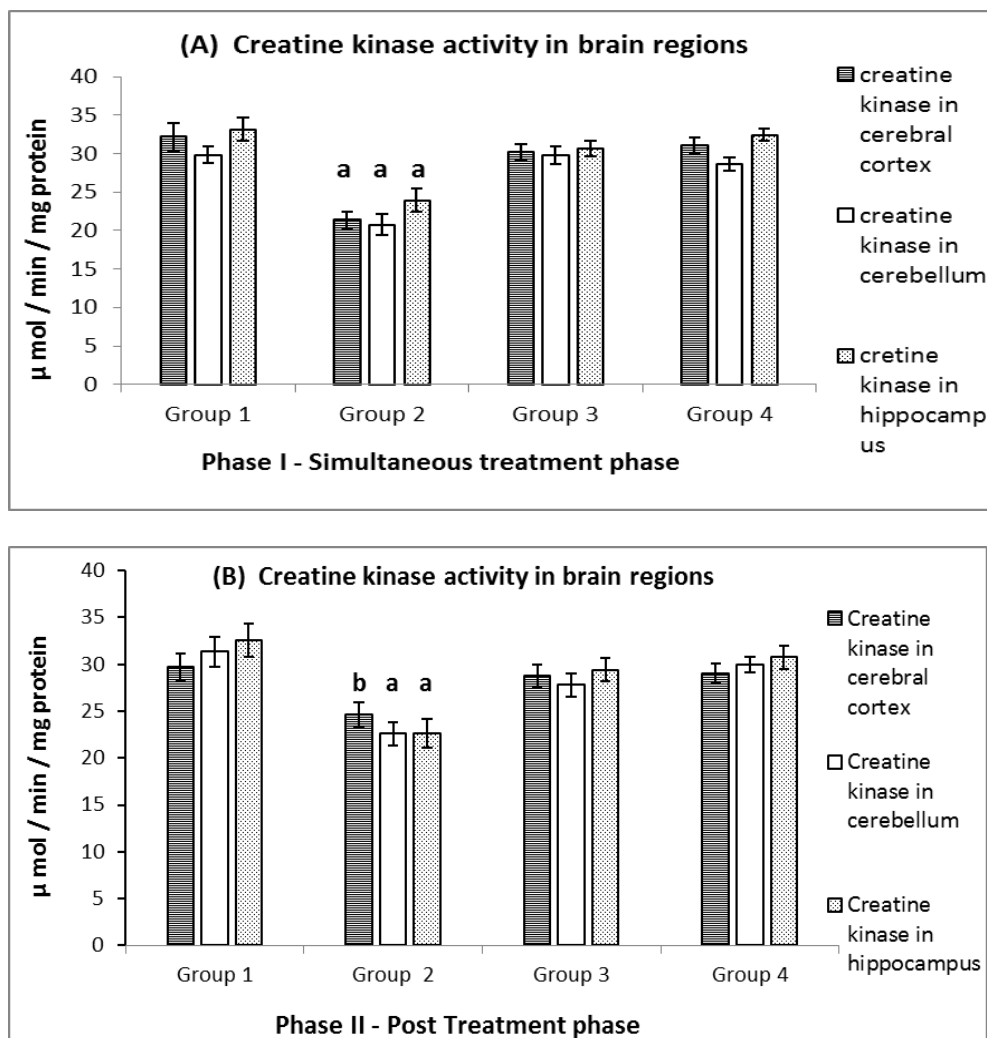 (A) Creatine kinase activity in brain regions
40
35
30
25
20
15
10
5
0
µ mol / min / mg protein
a a a
Group 1 Group 2 Group 3 Group 4
Phase I - Simultaneous treatment phase
creatine
kinase in
cerebral
cortex
creatine
kinase in
cerebellum
cretine
kinase in
hippocamp
us
(B) Creatine kinase activity in brain regions
40
35
30
25
20
15
10
5
0
µ mol / min / mg protein
b a a
Group 1 Group 2 Group 3 Group 4
Phase II - Post Treatment phase
Creatine
kinase in
cerebral
cortex
Creatine
kinase in
cerebellum
Creatine
kinase in
hippocampus